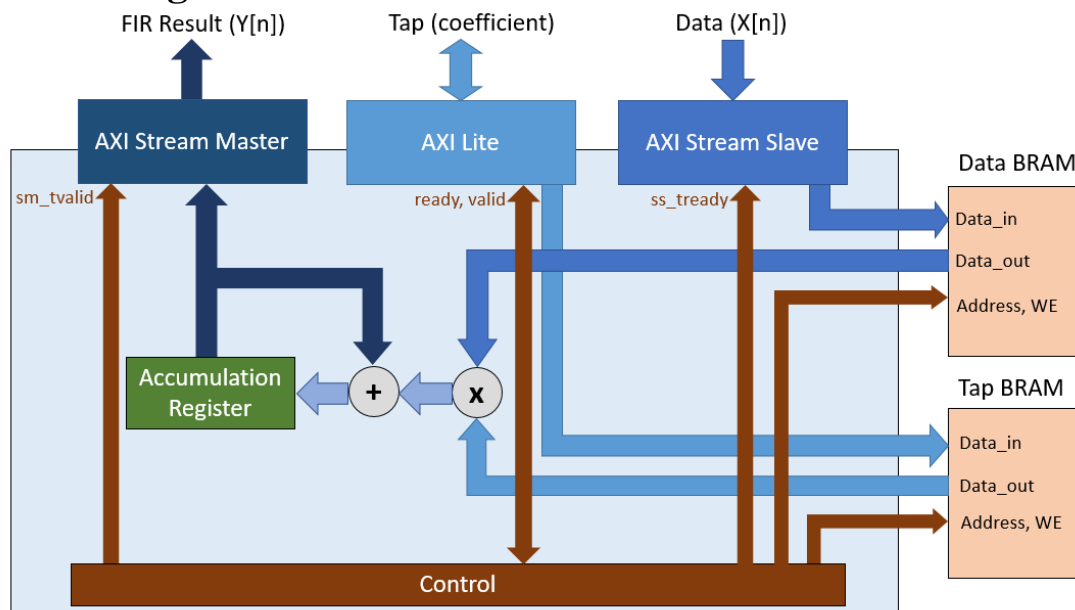 FIR Result (Y[n])
Tap (coefficient)
Data (X[n])
AXI Stream Master
AXI Lite
AXI Stream Slave
Data BRAM
sm_tvalid
ready, valid
ss_tready
Data_in
Data_out
Address, WE
Accumulation
Register
+
x
Tap BRAM
Data_in
Data_out
Address, WE
Control